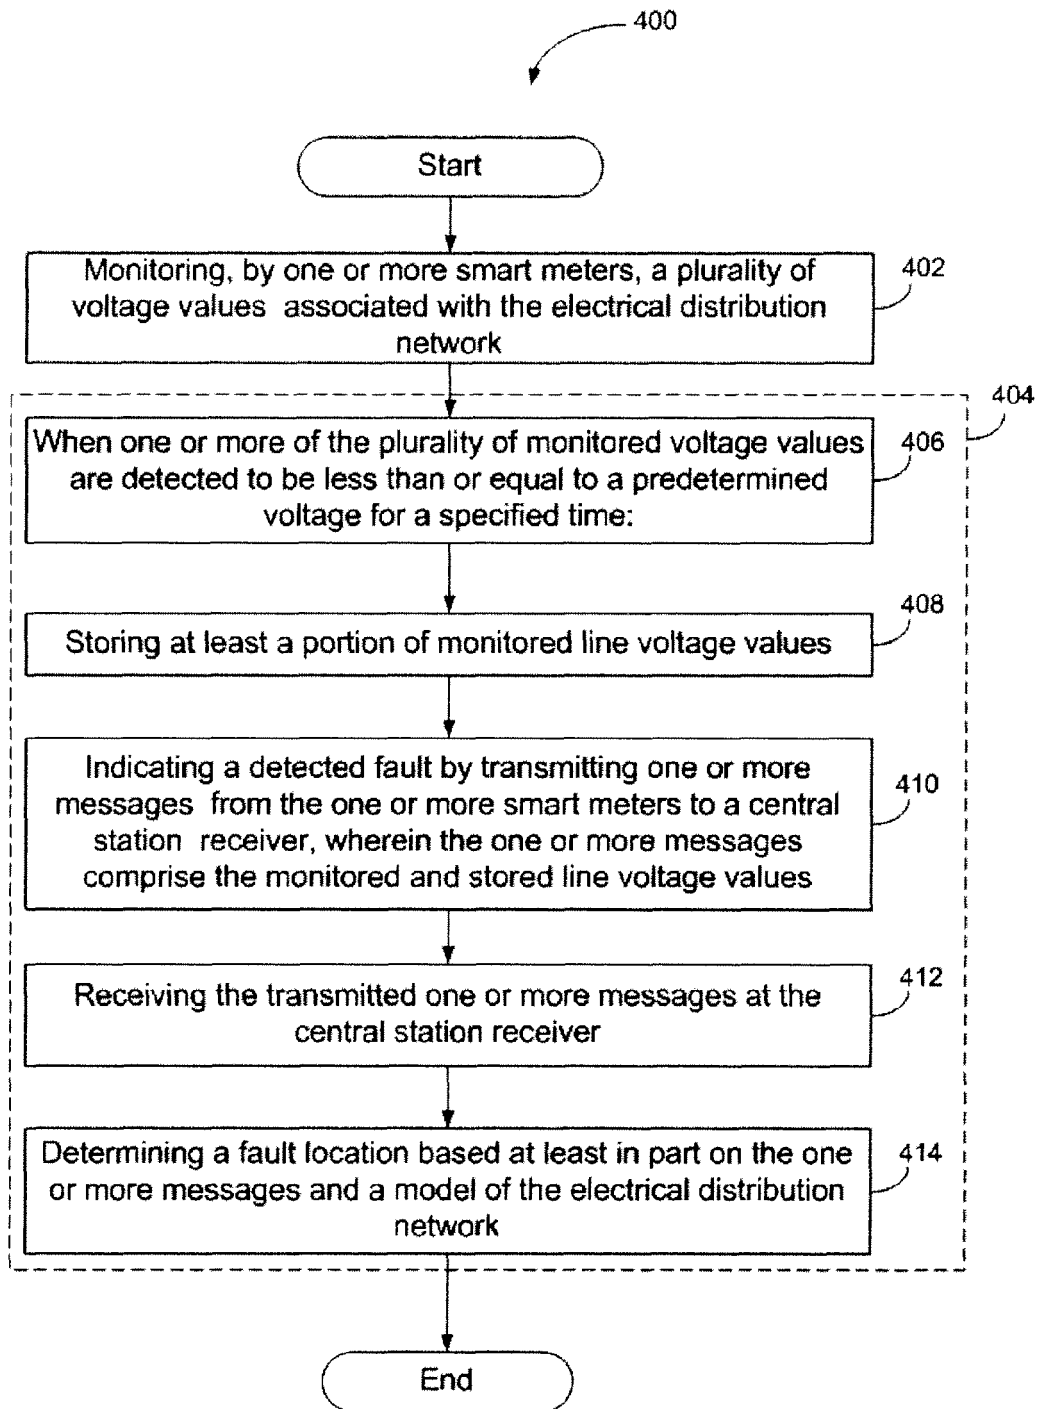 400
Start
Monitoring, by one or more smart meters, a plurality of
voltage values associated with the electrical distribution
network
402
404
When one or more of the plurality of monitored voltage values
are detected to be less than or equal to a predetermined
voltage for a specified time:
406
Storing at least a portion of monitored line voltage values
408
Indicating a detected fault by transmitting one or more
messages from the one or more smart meters to a central
station receiver, wherein the one or more messages
comprise the monitored and stored line voltage values
410
Receiving the transmitted one or more messages at the
central station receiver
412
Determining a fault location based at least in part on the one
or more messages and a model of the electrical distribution
network
414
End